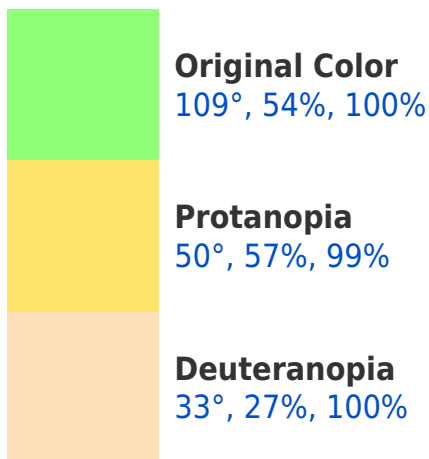 Original Color
109°, 54%, 100%
Protanopia
50°, 57%, 99%
Deuteranopia
33°, 27%, 100%